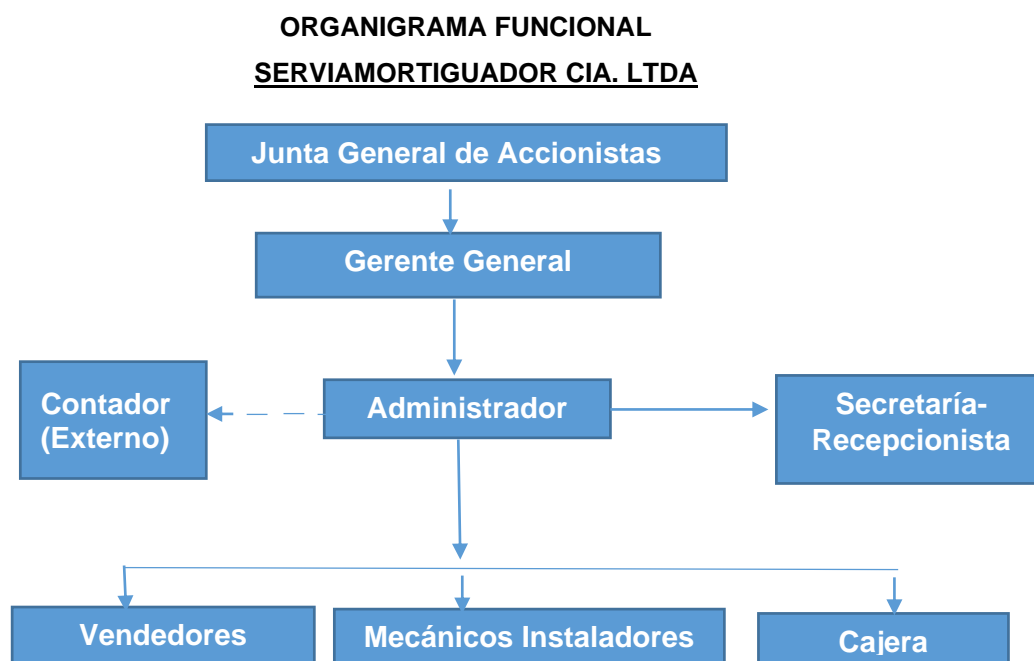 ORGANIGRAMA FUNCIONAL
SERVIAMORTIGUADOR CIA. LTDA
Junta General de Accionistas
Gerente General
Contador
(Externo)
Administrador
Secretaría-
Recepcionista
Vendedores
Mecánicos Instaladores
Cajera